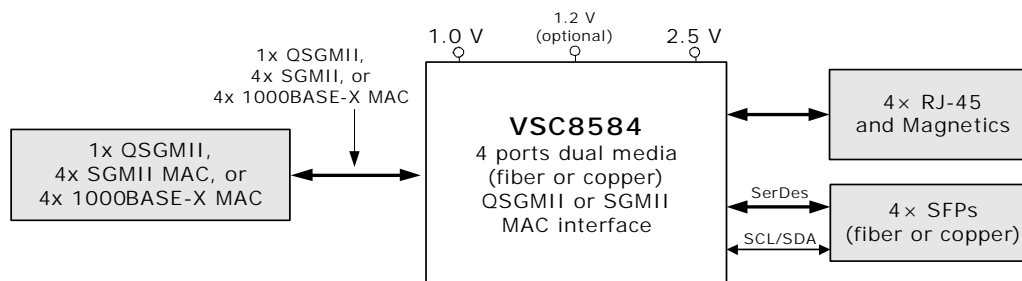 1.2 V
(optional)
1.0 V
2.5 V
1x QSGMII,
4x SGMII, or
4x 1000BASE-X MAC
1x QSGMII,
4x SGMII MAC, or
4x 1000BASE-X MAC
VSC8584
4 ports dual media
(fiber or copper)
QSGMII or SGMII
MAC interface
4× RJ-45
and Magnetics
SerDes
SCL/SDA
4× SFPs
(fiber or copper)